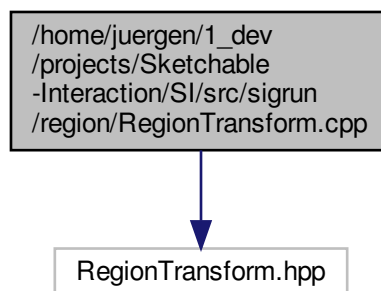 /home/juergen/1_dev
/projects/Sketchable
-Interaction/SI/src/sigrun
/region/RegionTransform.cpp
RegionTransform.hpp